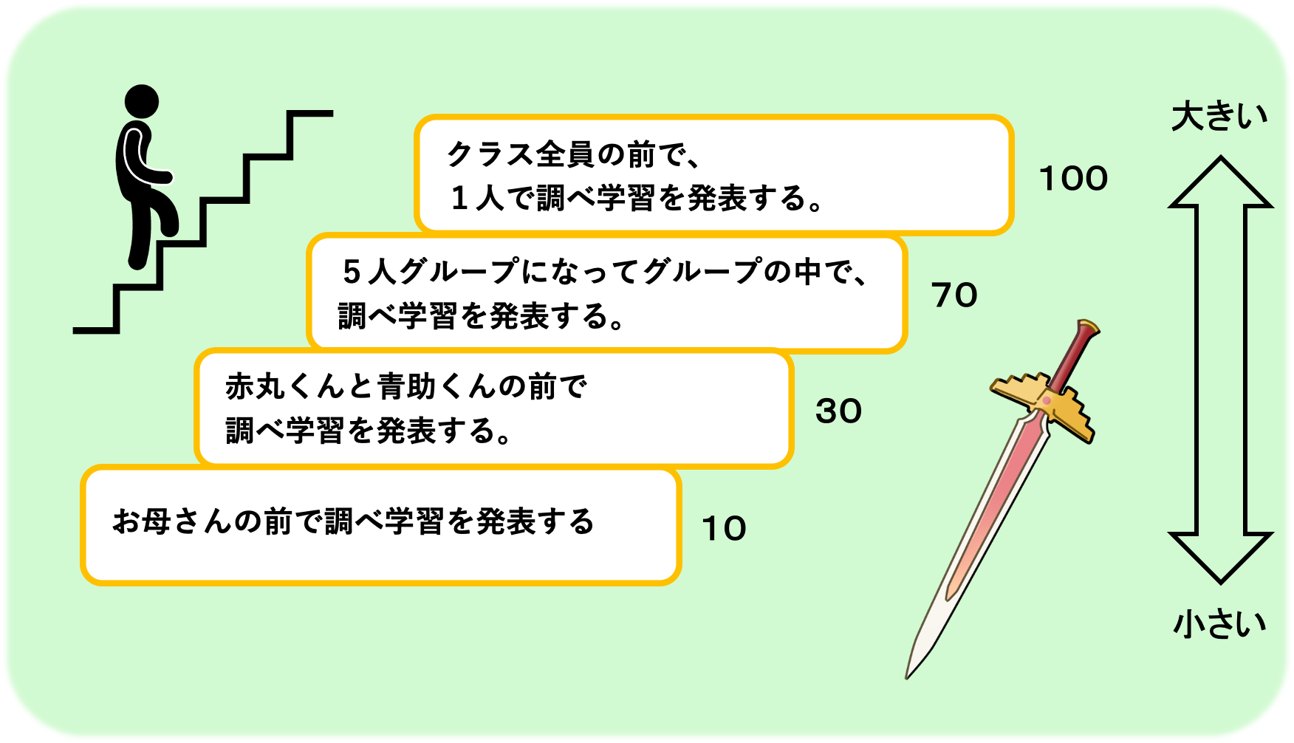 大きい
クラス全員の前で、
１人で調べ学習を発表する。
100
５人グループになってグループの中で、
調べ学習を発表する。
70
赤丸くんと青助くんの前で
調べ学習を発表する。
30
お母さんの前で調べ学習を発表する
10
小さい